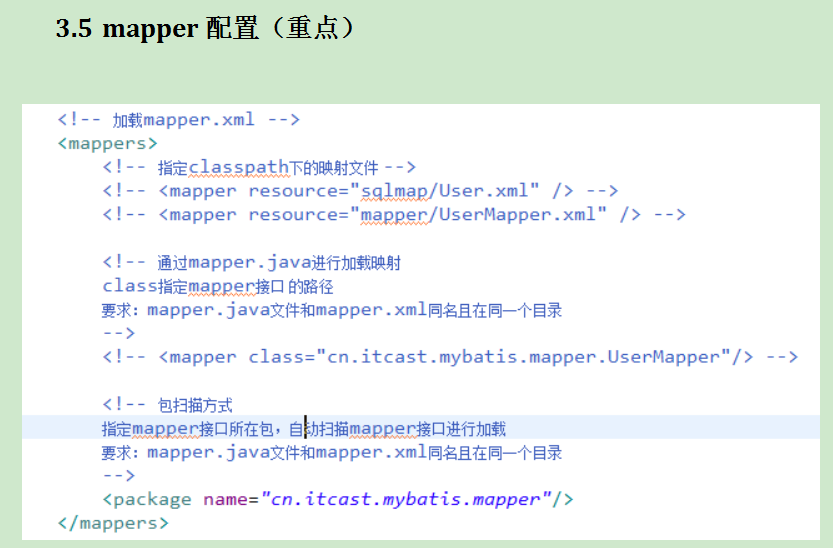 3.5 mapper 配置（重点）
<!-- 加载mapper.xml -->
<mappers>
<!-- 指定classpath下的映射文件 -->
<!-- <mapper resource="sqlmap/User.xml" /> -->
<!-- <mapper resource="mapper/UserMapper.xml" /> -->
<!-- 通过mapper.java进行加载映射
class指定mapper接口 的路径
要求：mapper.java文件和mapper.xml同名且在同一个目录
-->
<!-- <mapper class="cn.itcast.mybatis.mapper.UserMapper"/> -->
<!-- 包扫描方式
指定mapper接口所在包，自动扫描mapper接口进行加载
要求：mapper.java文件和mapper.xml同名且在同一个目录
-->
<package name="cn.itcast.mybatis.mapper"/>
</mappers>